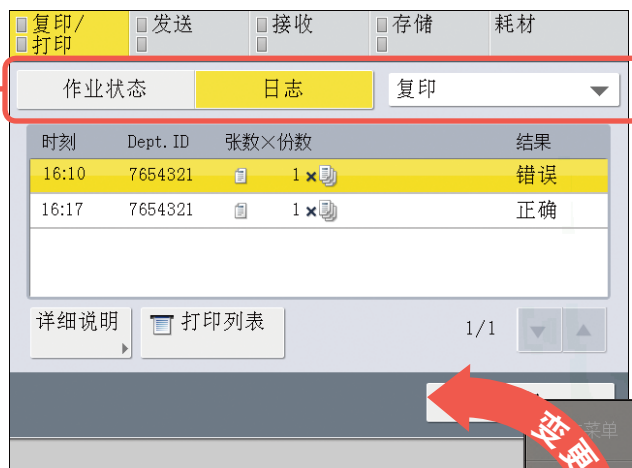 复印/ 发送 接收 存储 耗材
打印
作业状态 日志 复印
时刻 Dept. ID 张数×份数 结果
16:10 7654321 1× 错误
16:17 7654321 1× 正确
详细说明 打印列表 1/1
变更
菜单